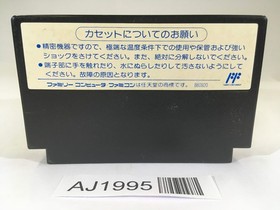 カセットについてのお願い
●精密機器ですので、極端な温度条件下での使用や保管および強い
ショックをさけてください。また、絶対に分解しないでください。
●端子部に手を触れたり、水にぬらしたりして汚さないようにして
ください。故障の原因となります。
ファミリーコンピュータ ファミコンは任天堂の商標です。
AJ1995